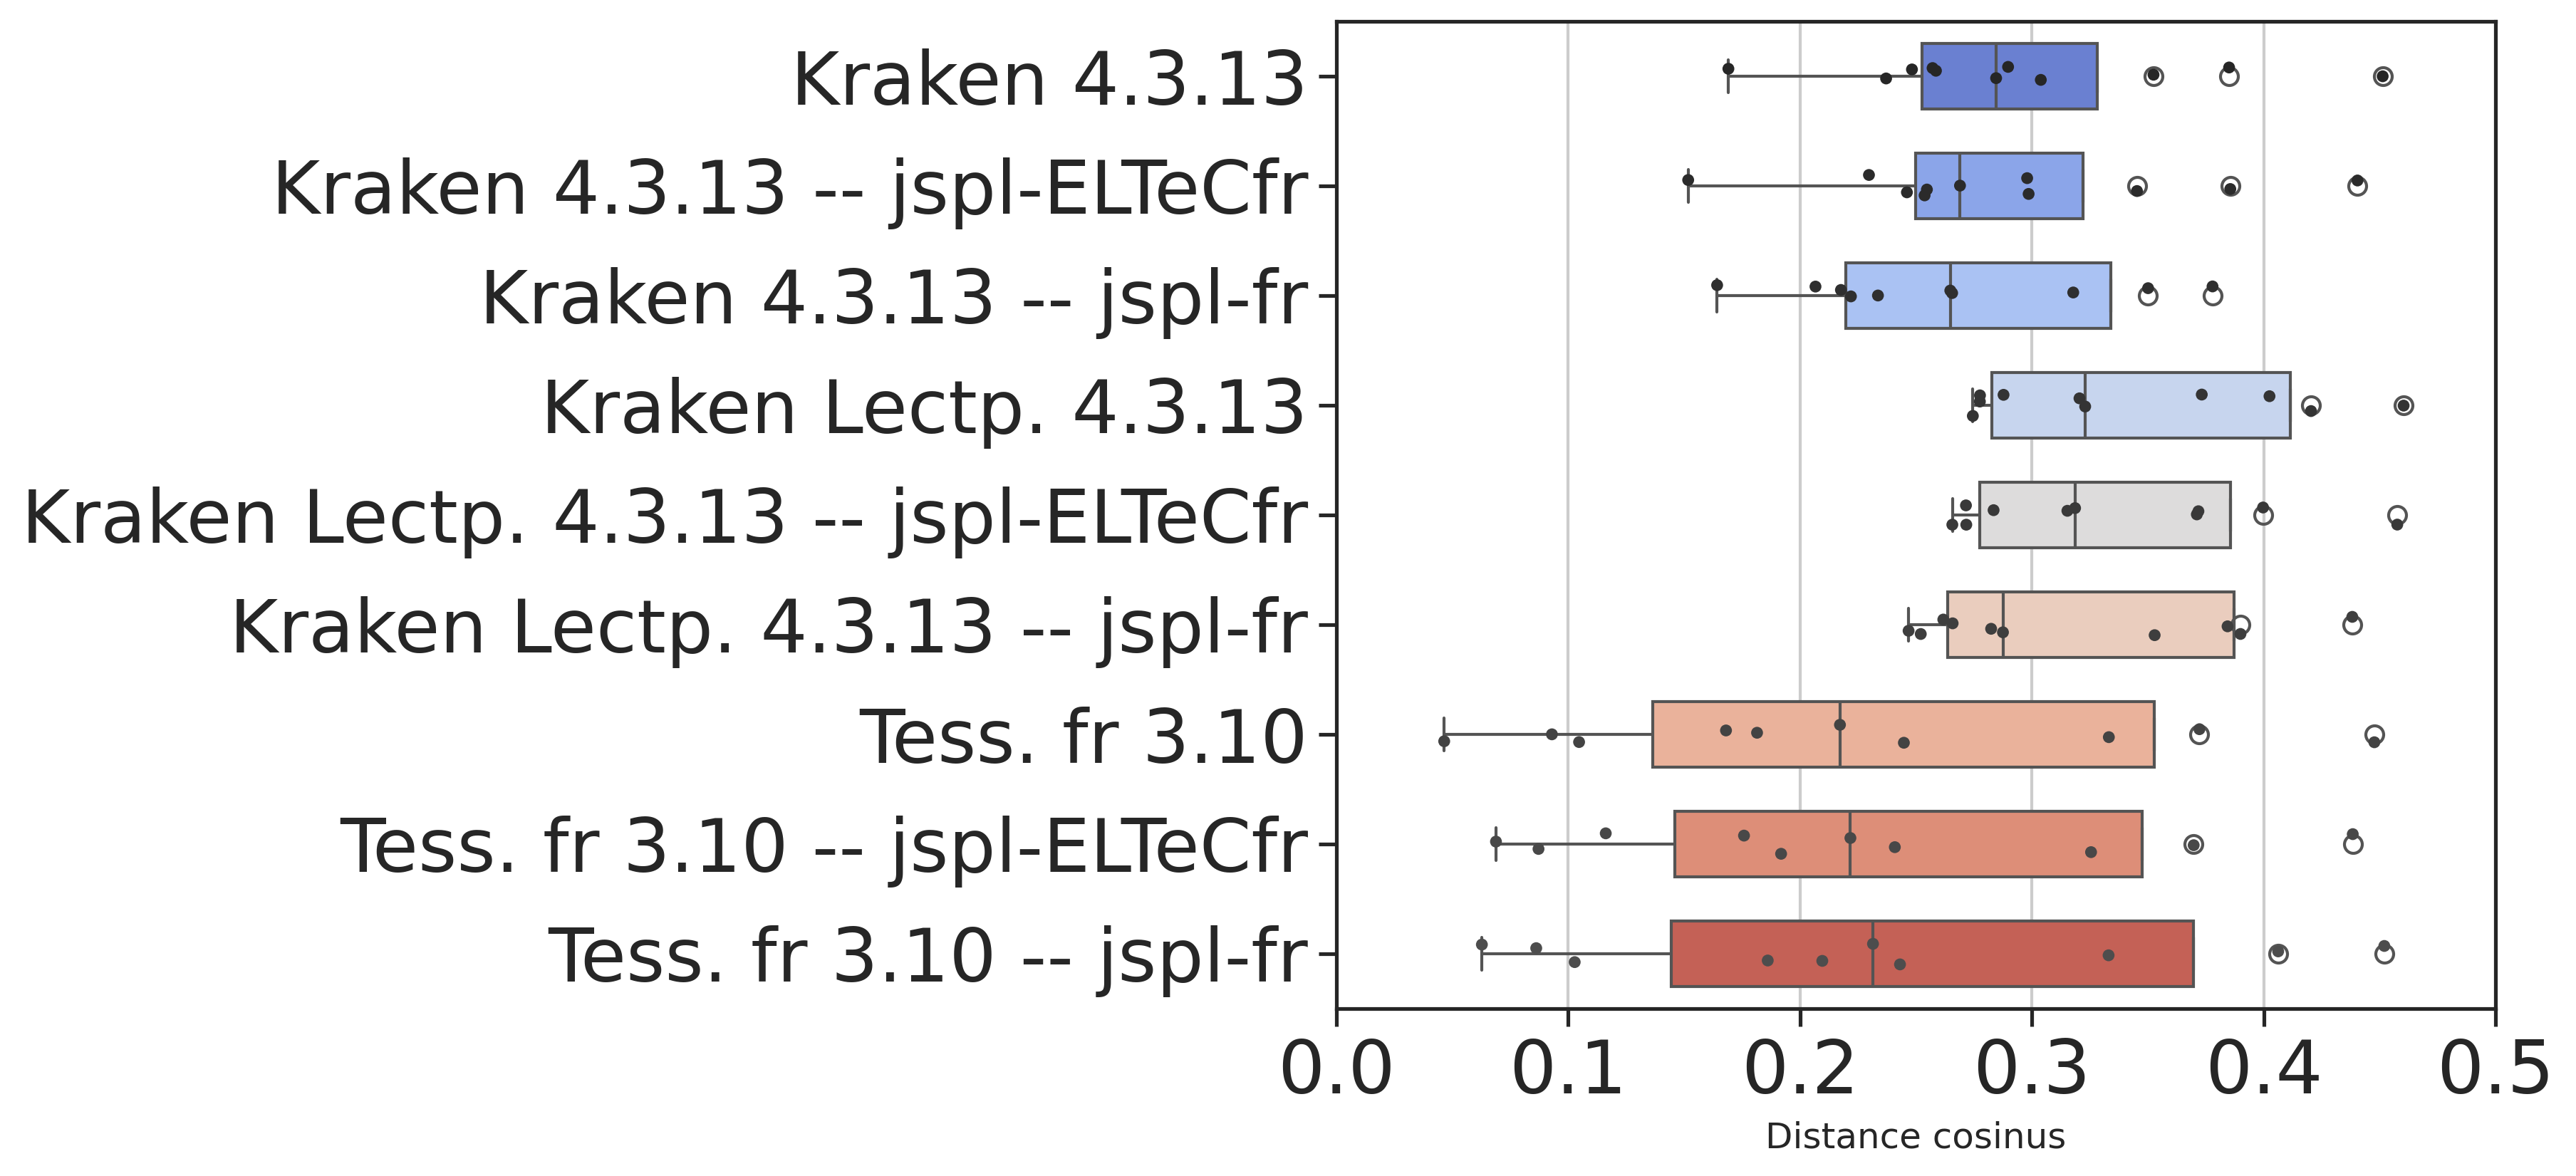 Kraken 4.3.13
Kraken 4.3.13 -- jspl-ELTeCfr
Kraken 4.3.13 -- jspl-fr
Kraken Lectp. 4.3.13
Kraken Lectp. 4.3.13 -- jspl-ELTeCfr
Kraken Lectp. 4.3.13 -- jspl-fr
Tess. fr 3.10
Tess. fr 3.10 -- jspl-ELTeCfr
Tess. fr 3.10 -- jspl-fr
0.0 0.1 0.2 0.3 0.4 0.5
Distance cosinus